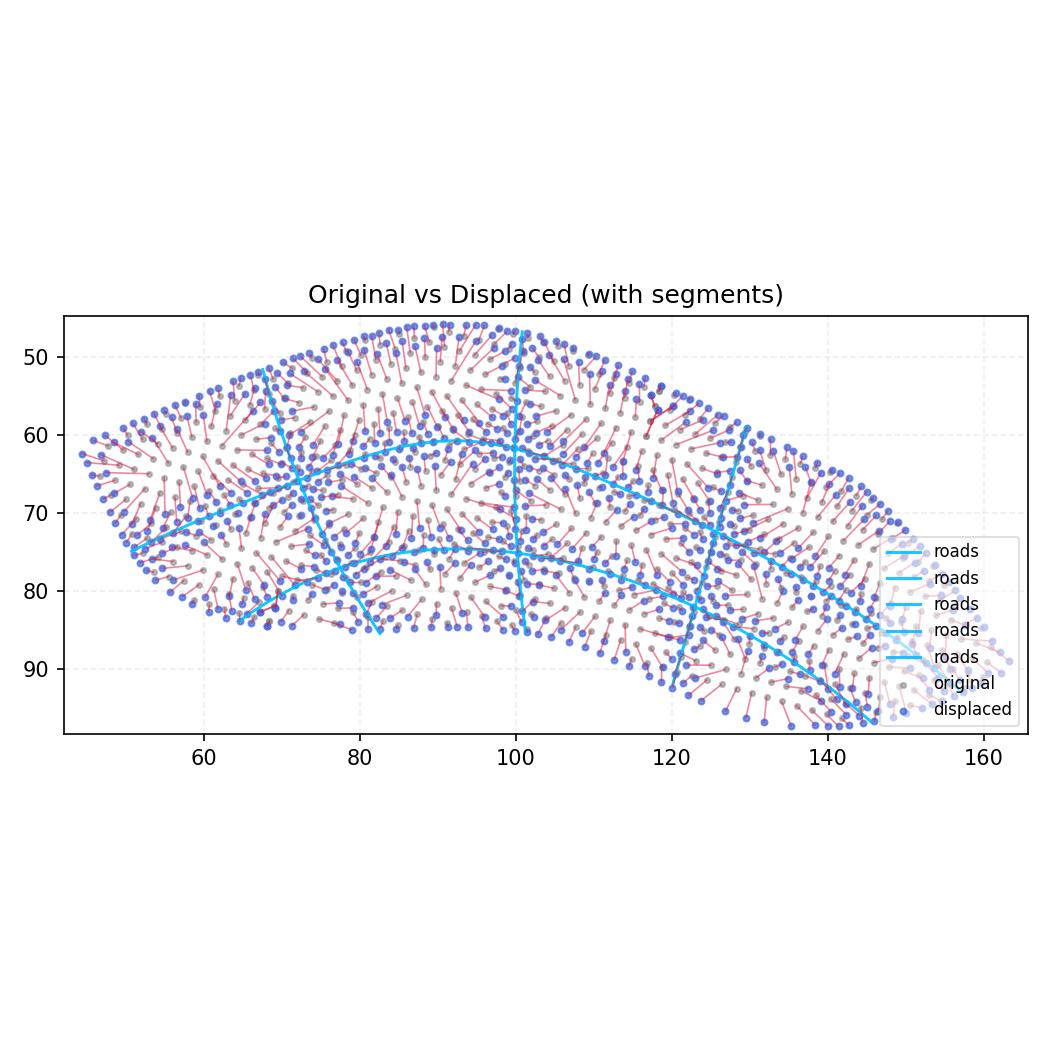 Original vs Displaced (with segments)
50
60
70
80
90
roads
roads
roads
roads
roads
original
displaced
60 80 100 120 140 160